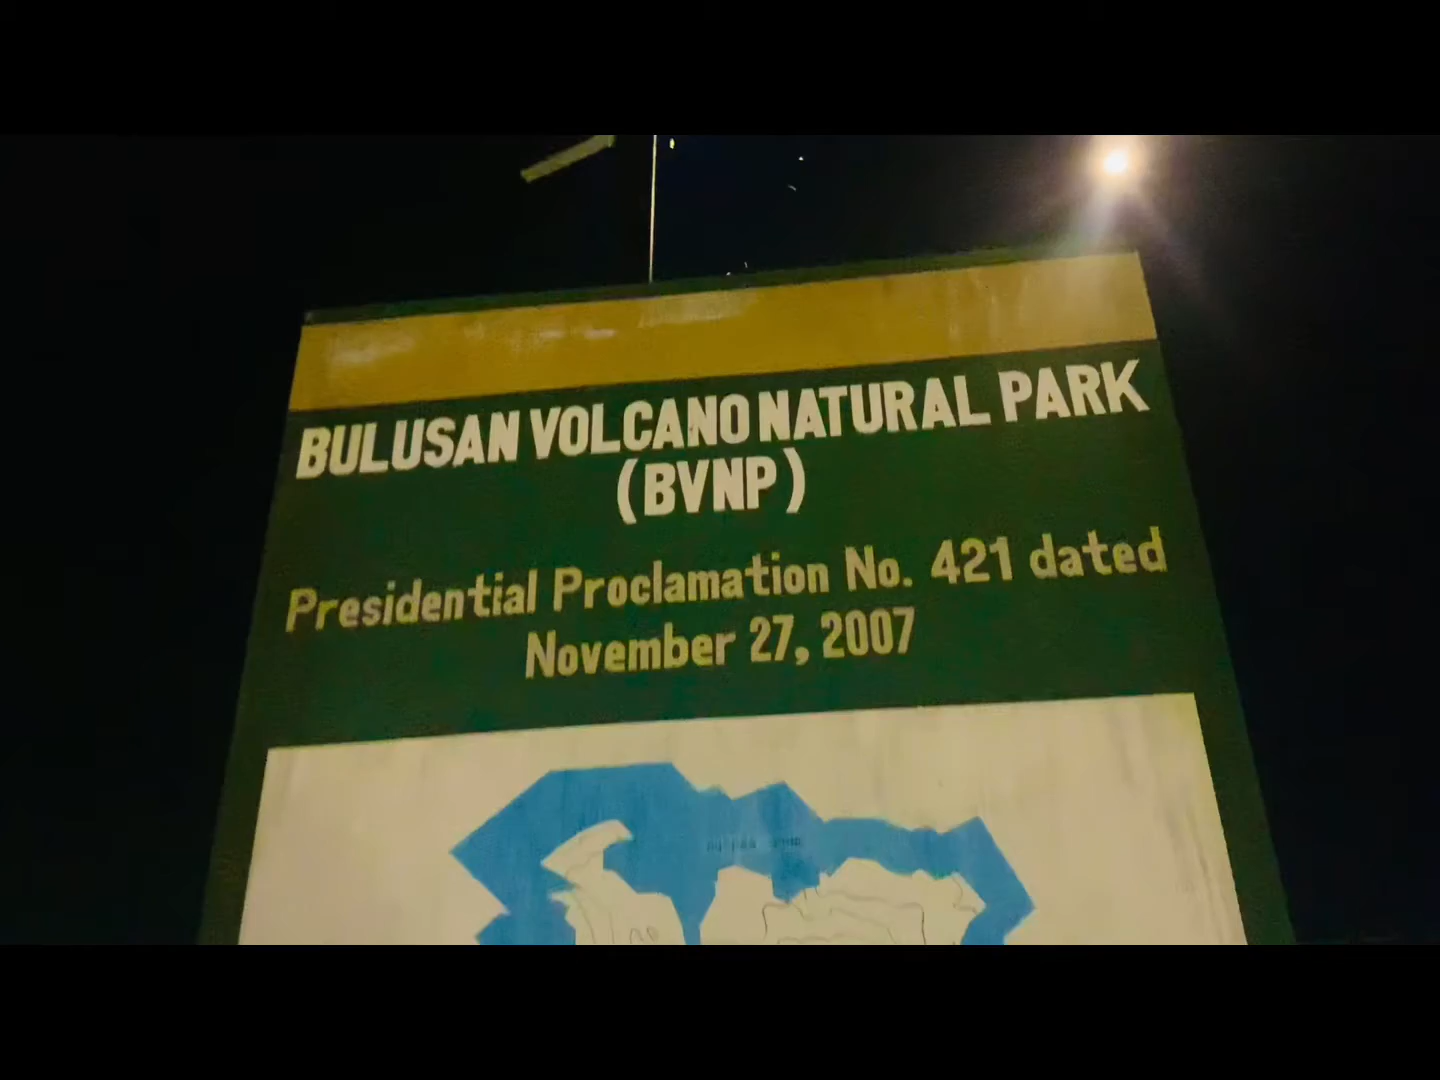 BULUSAN VOLCANO NATURAL PARK
(BVNP)
Presidential Proclamation No. 421 dated
November 27, 2007